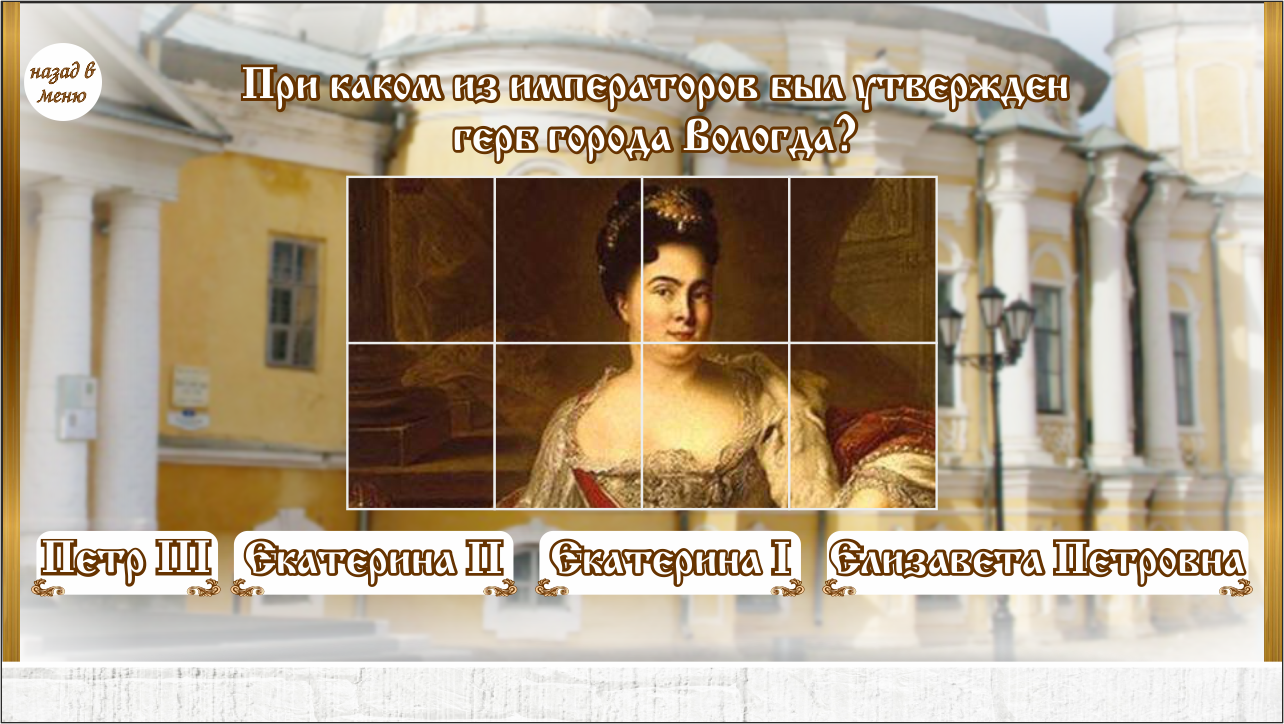 назад в
меню
При каком из императоров был утвержден
герб города Вологда?
Петр III
Екатерина II
Екатерина I
Елизавета Петровна